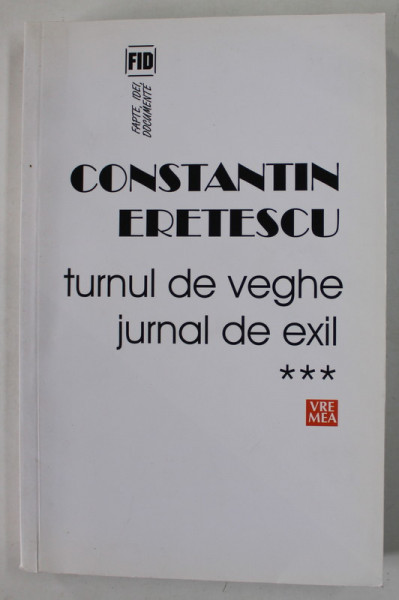 FID
FAPTE, IDEI,
DOCUMENTE
CONSTANTIN
ERETESCU
turnul de veghe
jurnal de exil
***
VRE
MEA